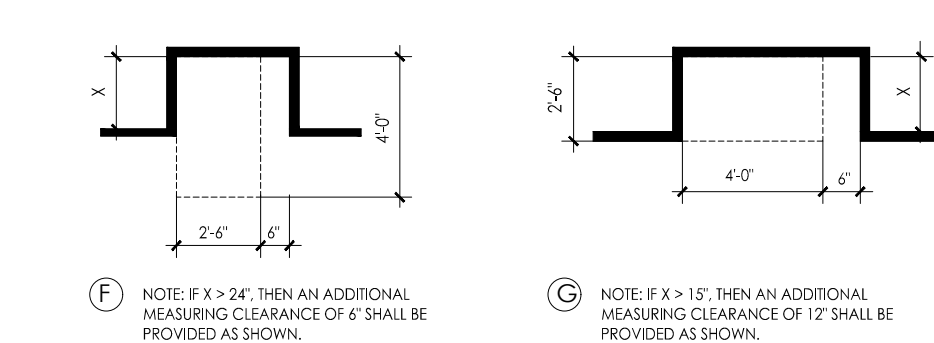 X
4'-0"
2'-6"
6"
F
NOTE: IF X > 24", THEN AN ADDITIONAL
MEASURING CLEARANCE OF 6" SHALL BE
PROVIDED AS SHOWN.
2'-6"
X
4'-0"
6"
G
NOTE: IF X > 15", THEN AN ADDITIONAL
MEASURING CLEARANCE OF 12" SHALL BE
PROVIDED AS SHOWN.